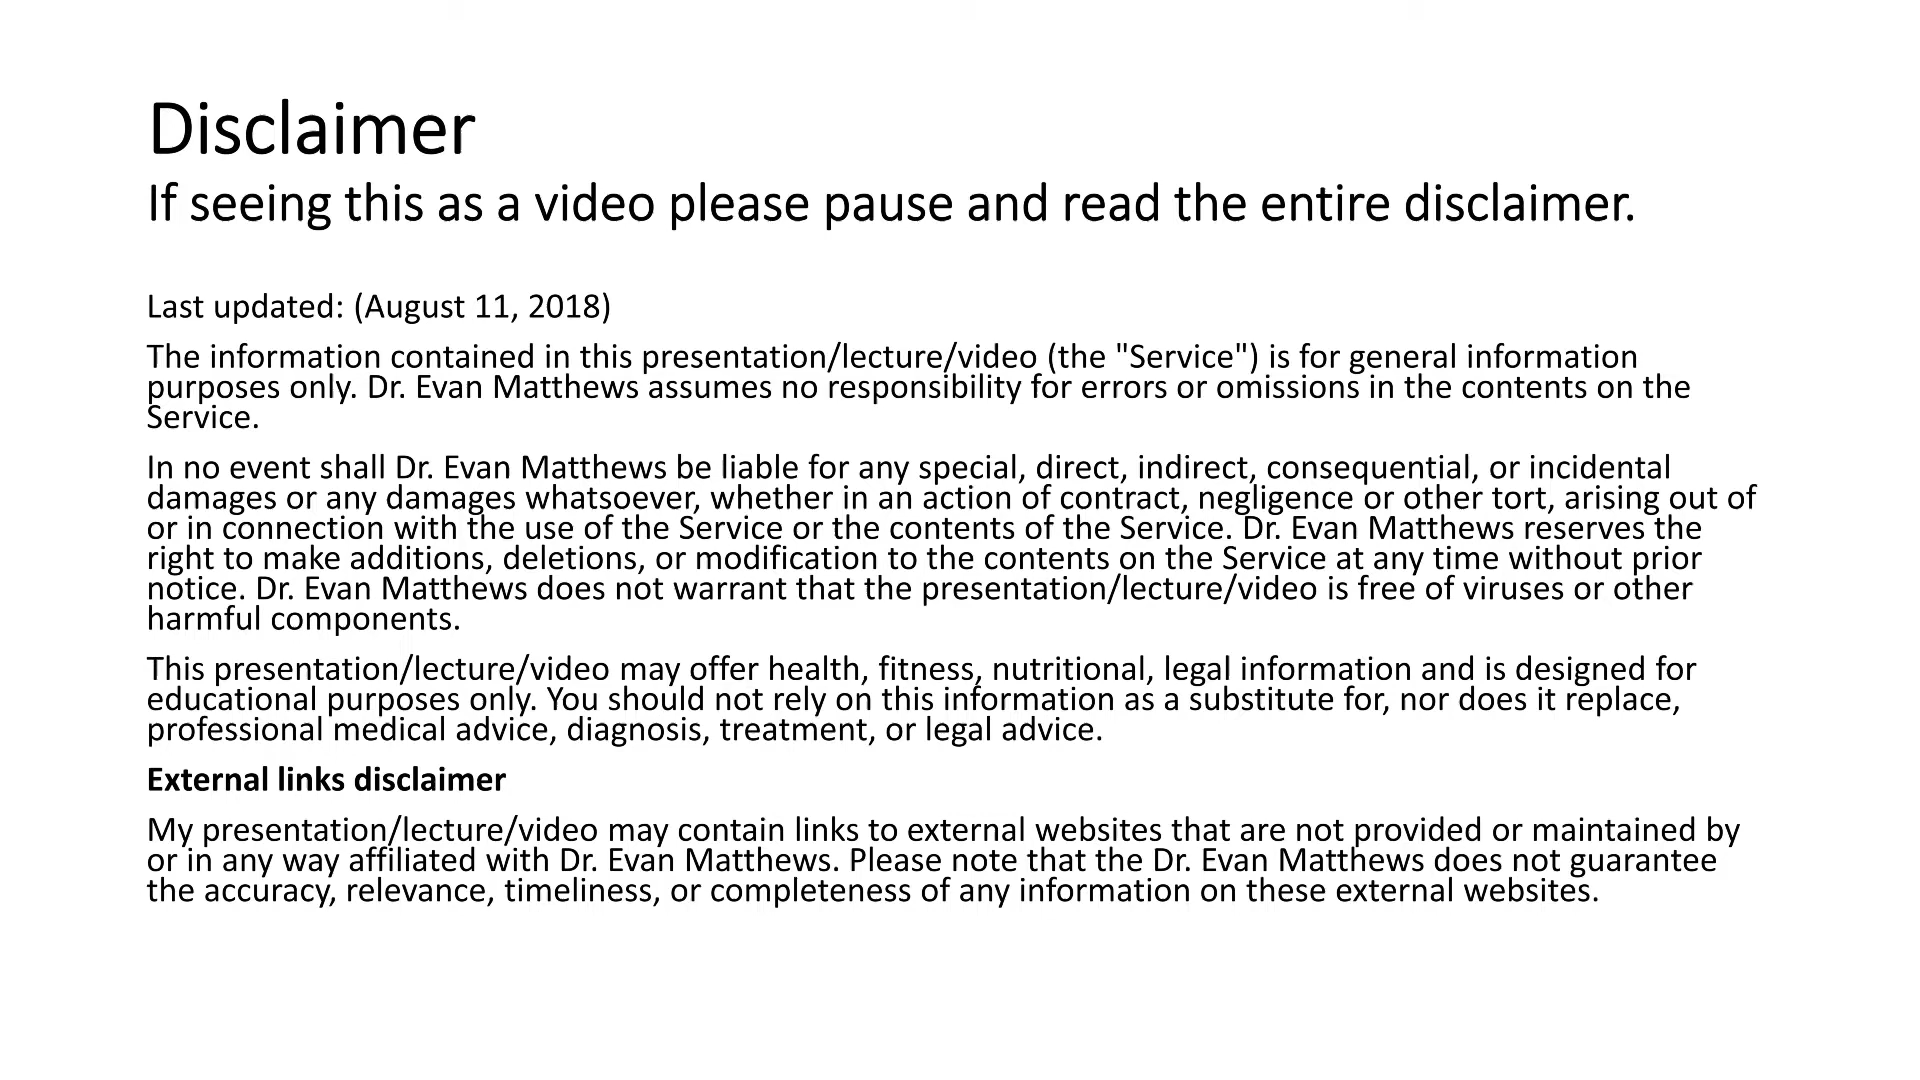 Disclaimer
If seeing this as a video please pause and read the entire disclaimer.
Last updated: (August 11, 2018)
The information contained in this presentation/lecture/video (the "Service") is for general information
purposes only. Dr. Evan Matthews assumes no responsibility for errors or omissions in the contents on the
Service.
In no event shall Dr. Evan Matthews be liable for any special, direct, indirect, consequential, or incidental
damages or any damages whatsoever, whether in an action of contract, negligence or other tort, arising out of
or in connection with the use of the Service or the contents of the Service. Dr. Evan Matthews reserves the
right to make additions, deletions, or modification to the contents on the Service at any time without prior
notice. Dr. Evan Matthews does not warrant that the presentation/lecture/video is free of viruses or other
harmful components.
This presentation/lecture/video may offer health, fitness, nutritional, legal information and is designed for
educational purposes only. You should not rely on this information as a substitute for, nor does it replace,
professional medical advice, diagnosis, treatment, or legal advice.
External links disclaimer
My presentation/lecture/video may contain links to external websites that are not provided or maintained by
or in any way affiliated with Dr. Evan Matthews. Please note that the Dr. Evan Matthews does not guarantee
the accuracy, relevance, timeliness, or completeness of any information on these external websites.